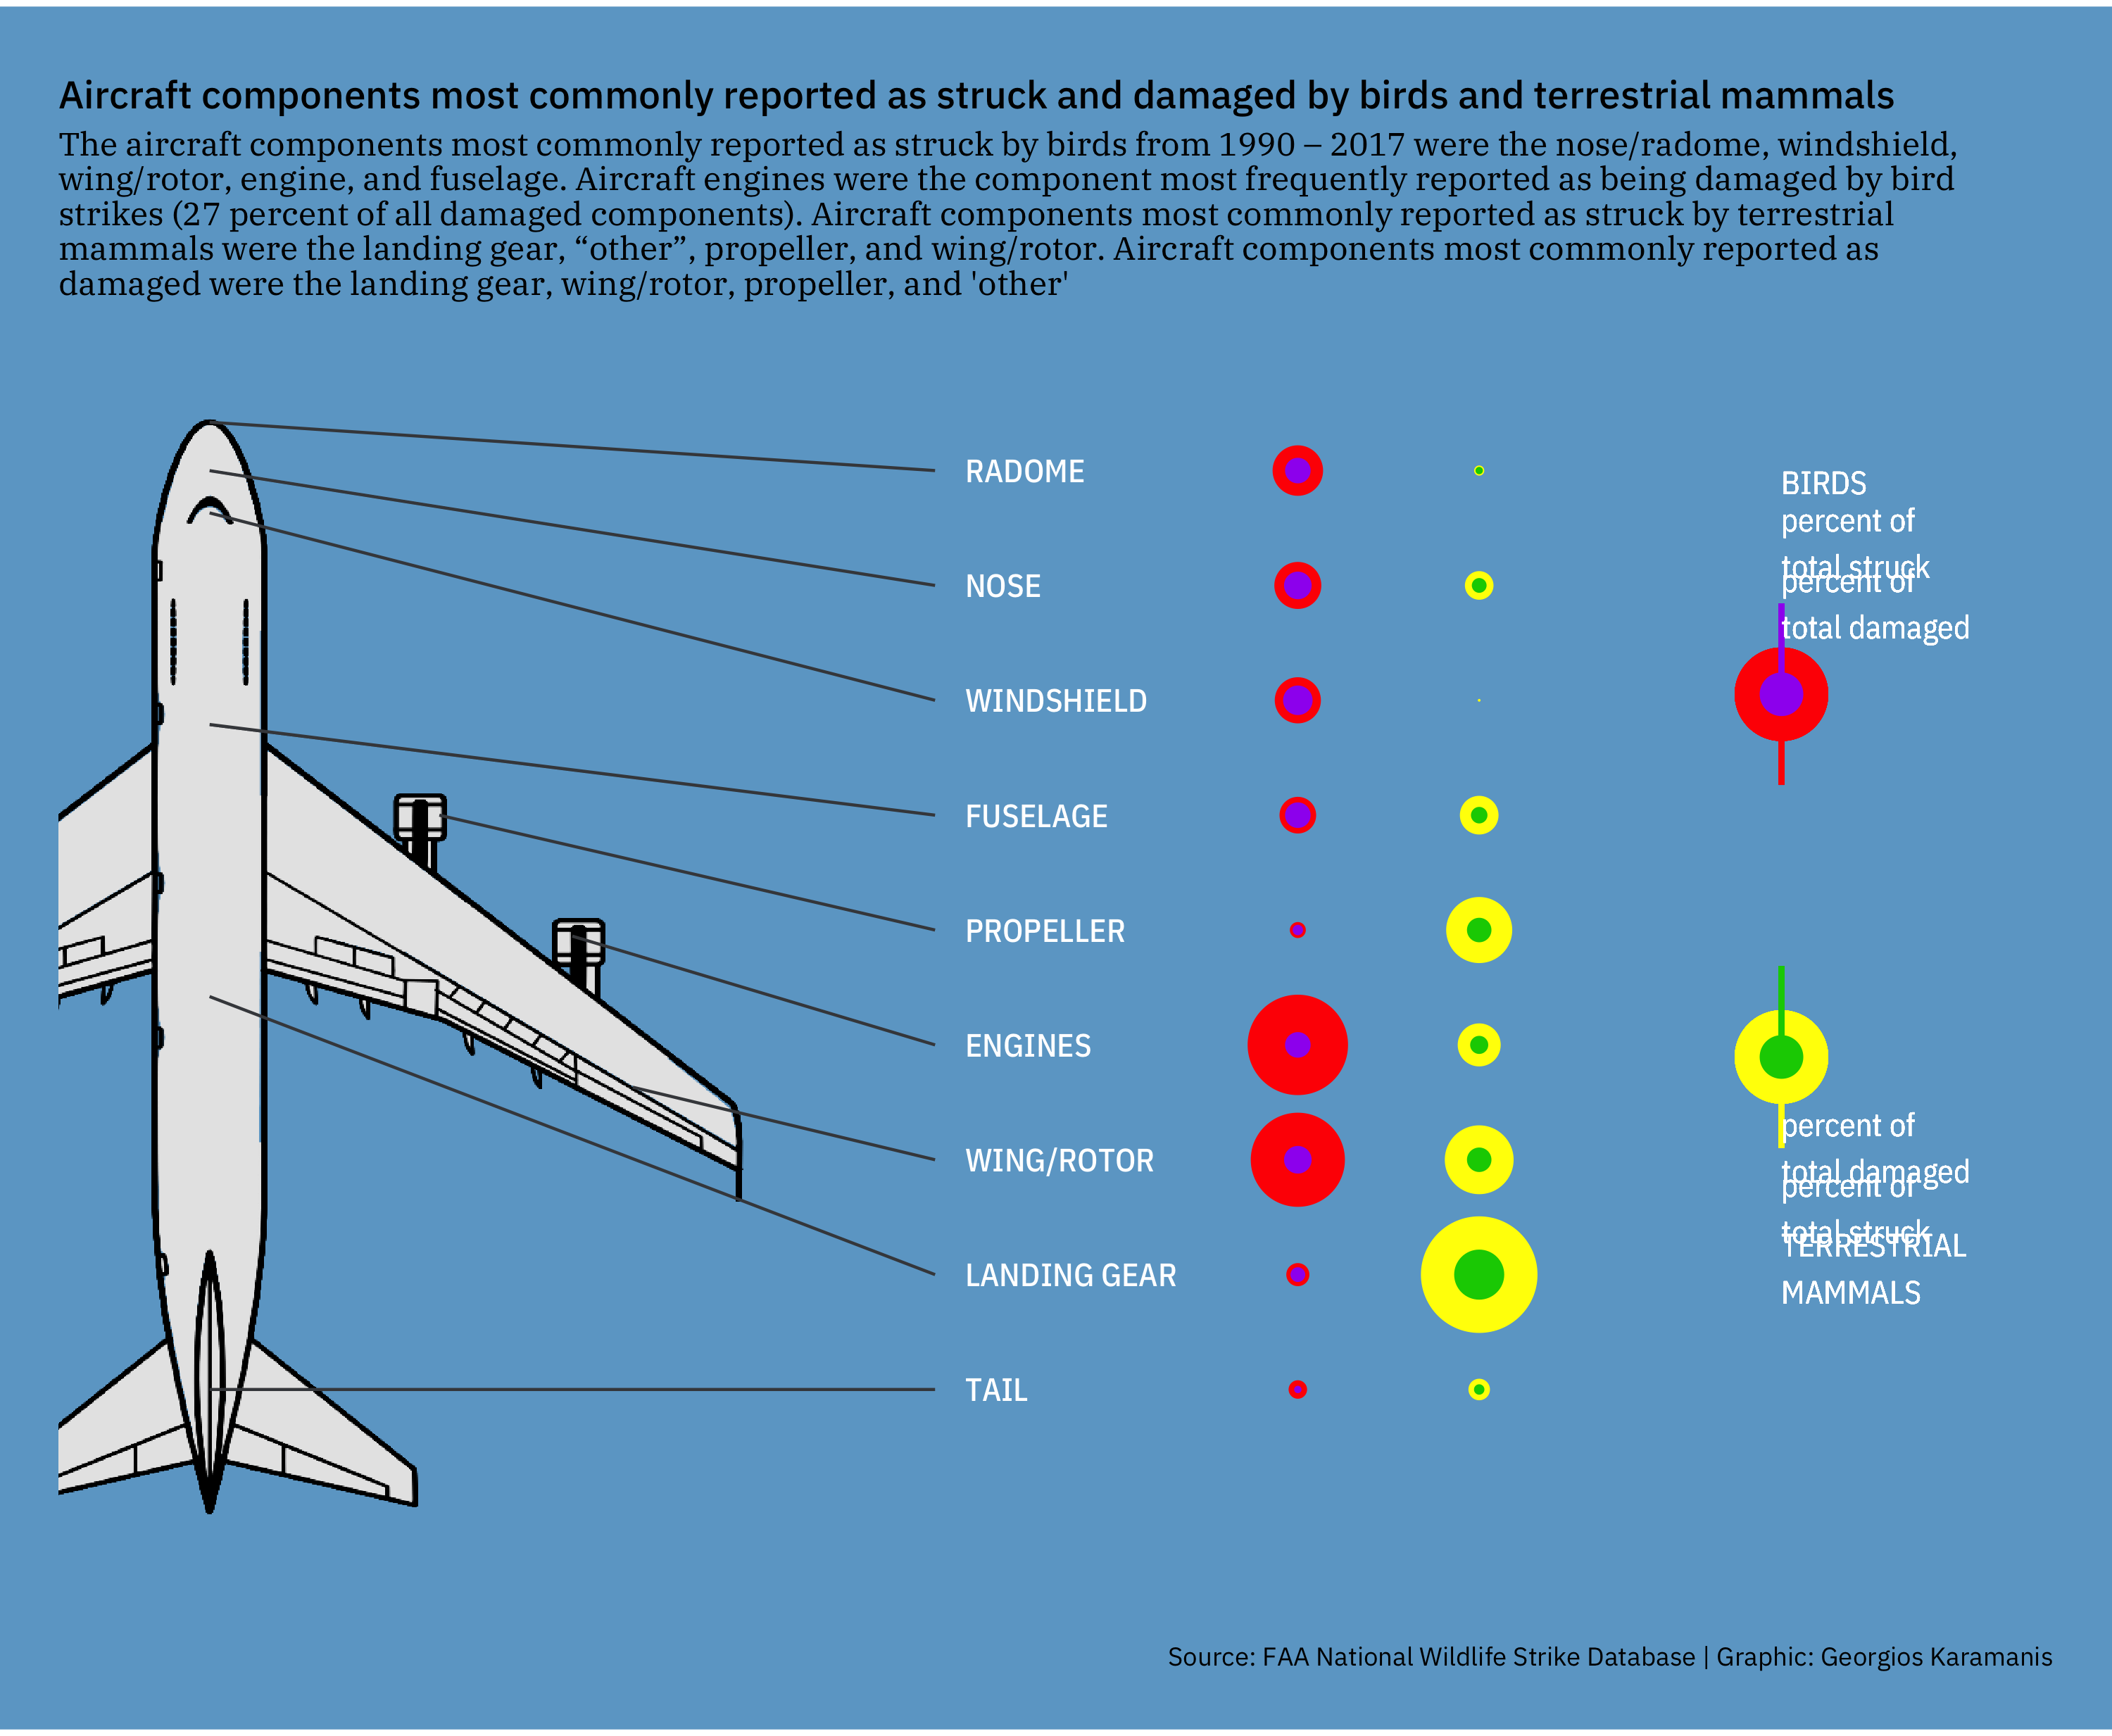 Aircraft components most commonly reported as struck and damaged by birds and terrestrial mammals
The aircraft components most commonly reported as struck by birds from 1990 – 2017 were the nose/radome, windshield,
wing/rotor, engine, and fuselage. Aircraft engines were the component most frequently reported as being damaged by bird
strikes (27 percent of all damaged components). Aircraft components most commonly reported as struck by terrestrial
mammals were the landing gear, “other”, propeller, and wing/rotor. Aircraft components most commonly reported as
damaged were the landing gear, wing/rotor, propeller, and 'other'
RADOME
NOSE
WINDSHIELD
FUSELAGE
PROPELLER
ENGINES
WING/ROTOR
LANDING GEAR
TAIL
BIRDS
percent of
total struck
percent of
total damaged
percent of
total damaged
percent of
total struck
TERRESTRIAL
MAMMALS
Source: FAA National Wildlife Strike Database | Graphic: Georgios Karamanis